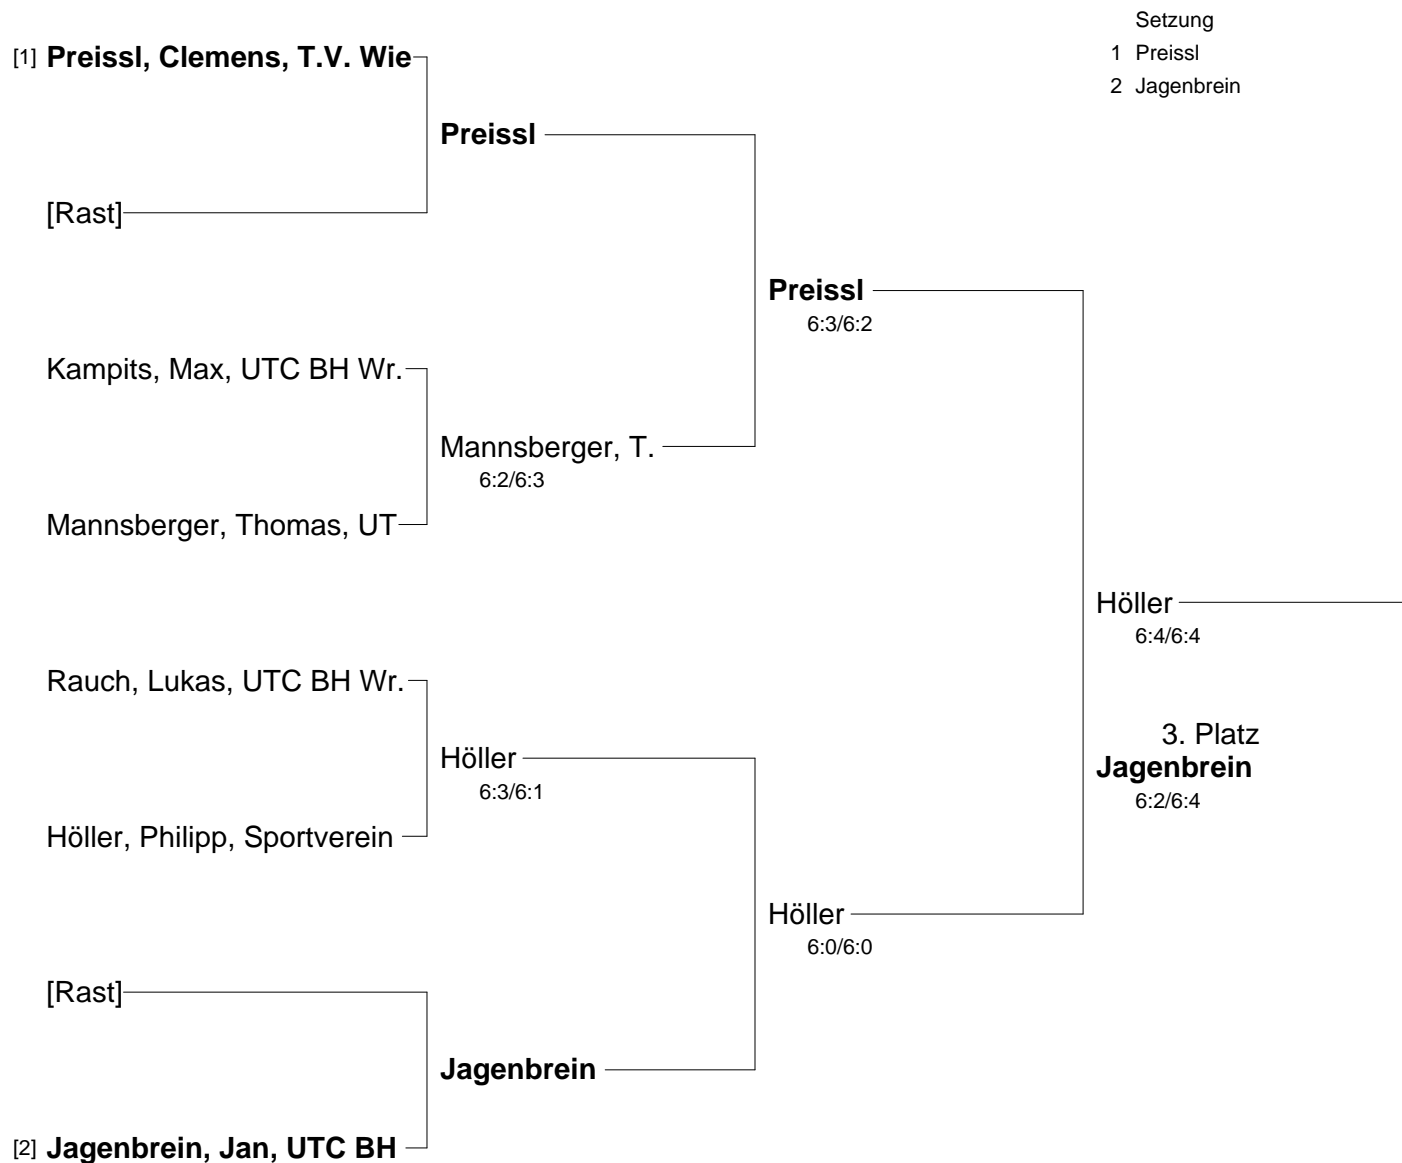 Setzung
1 Preissl
2 Jagenbrein
[1] Preissl, Clemens, T.V. Wie
Preissl
[Rast]
Preissl
6:3/6:2
Kampits, Max, UTC BH Wr.
Mannsberger, T.
6:2/6:3
Mannsberger, Thomas, UT
Höller
6:4/6:4
Rauch, Lukas, UTC BH Wr.
3. Platz
Jagenbrein
6:2/6:4
Höller
6:3/6:1
Höller, Philipp, Sportverein
Höller
6:0/6:0
[Rast]
Jagenbrein
[2] Jagenbrein, Jan, UTC BH